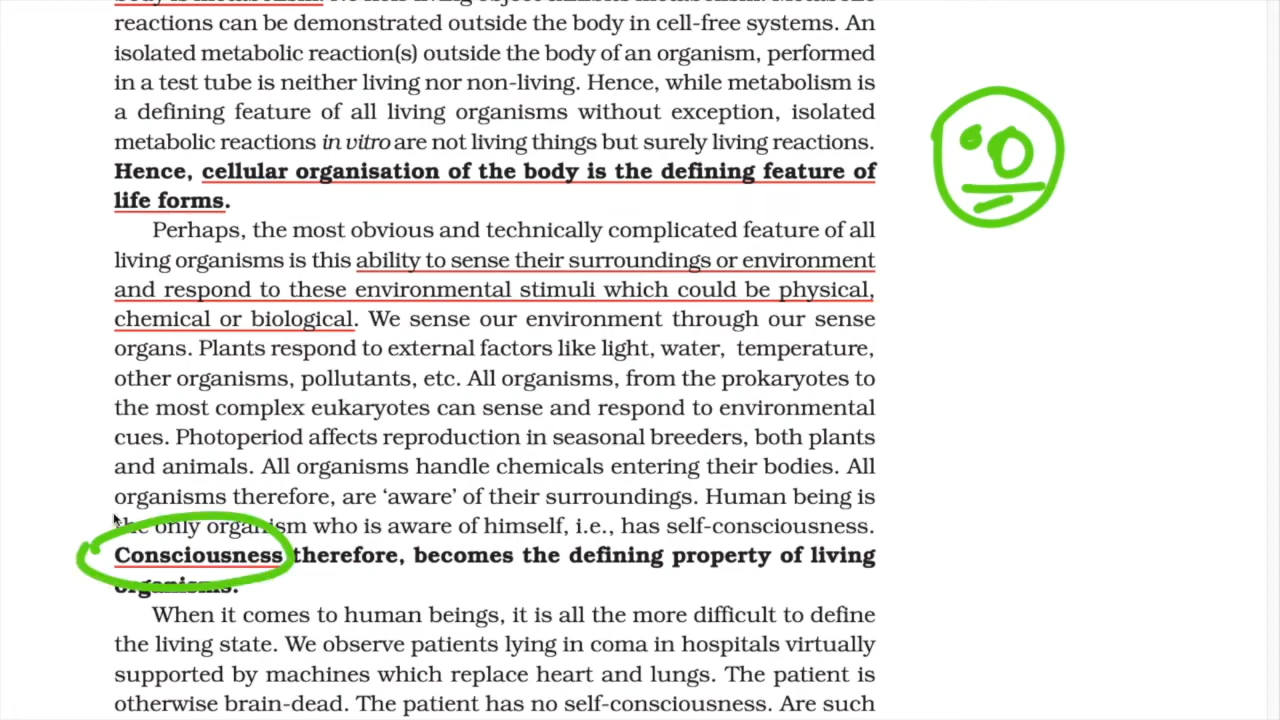 body is metabolism. No non-living object exhibits metabolism. Metabolic
reactions can be demonstrated outside the body in cell-free systems. An
isolated metabolic reaction(s) outside the body of an organism, performed
in a test tube is neither living nor non-living. Hence, while metabolism is
a defining feature of all living organisms without exception, isolated
metabolic reactions in vitro are not living things but surely living reactions.
Hence, cellular organisation of the body is the defining feature of
life forms.
Perhaps, the most obvious and technically complicated feature of all
living organisms is this ability to sense their surroundings or environment
and respond to these environmental stimuli which could be physical,
chemical or biological. We sense our environment through our sense
organs. Plants respond to external factors like light, water, temperature,
other organisms, pollutants, etc. All organisms, from the prokaryotes to
the most complex eukaryotes can sense and respond to environmental
cues. Photoperiod affects reproduction in seasonal breeders, both plants
and animals. All organisms handle chemicals entering their bodies. All
organisms therefore, are ‘aware’ of their surroundings. Human being is
the only organism who is aware of himself, i.e., has self-consciousness.
Consciousness therefore, becomes the defining property of living
organisms.
When it comes to human beings, it is all the more difficult to define
the living state. We observe patients lying in coma in hospitals virtually
supported by machines which replace heart and lungs. The patient is
otherwise brain-dead. The patient has no self-consciousness. Are such